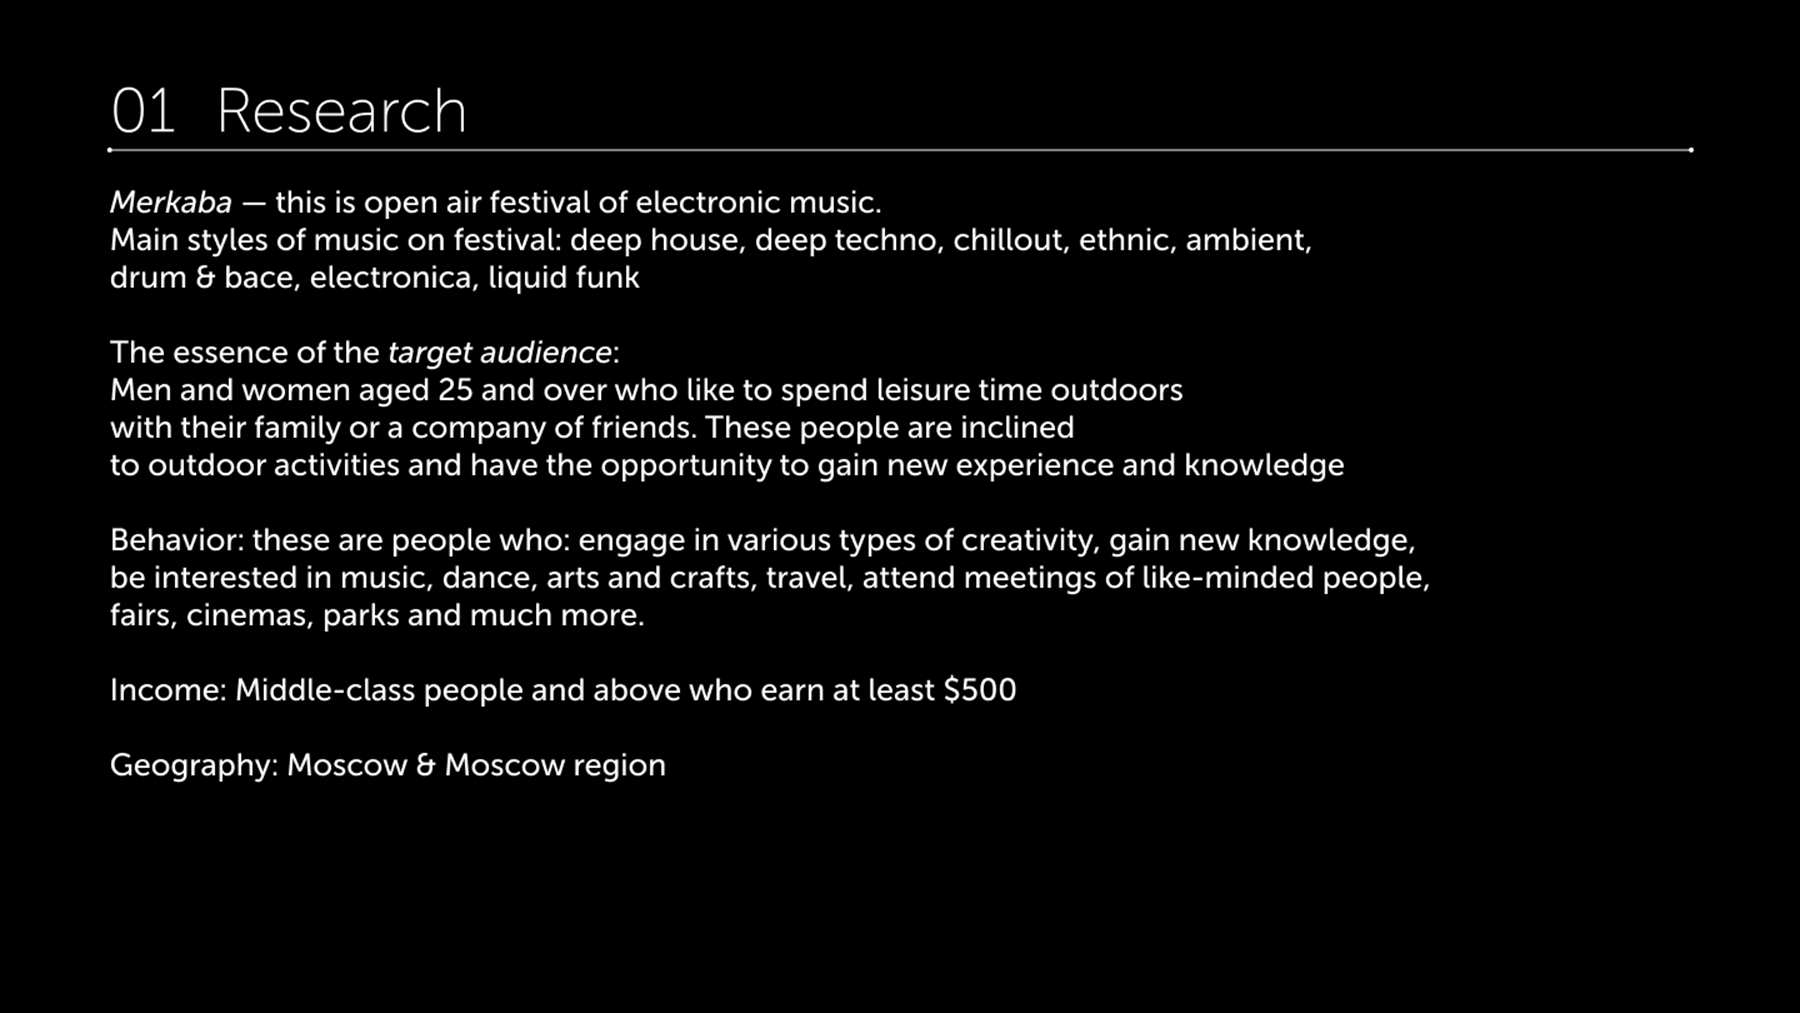 01 Research
Merkaba — this is open air festival of electronic music.
Main styles of music on festival: deep house, deep techno, chillout, ethnic, ambient,
drum & bace, electronica, liquid funk
The essence of the target audience:
Men and women aged 25 and over who like to spend leisure time outdoors
with their family or a company of friends. These people are inclined
to outdoor activities and have the opportunity to gain new experience and knowledge
Behavior: these are people who: engage in various types of creativity, gain new knowledge,
be interested in music, dance, arts and crafts, travel, attend meetings of like-minded people,
fairs, cinemas, parks and much more.
Income: Middle-class people and above who earn at least $500
Geography: Moscow & Moscow region